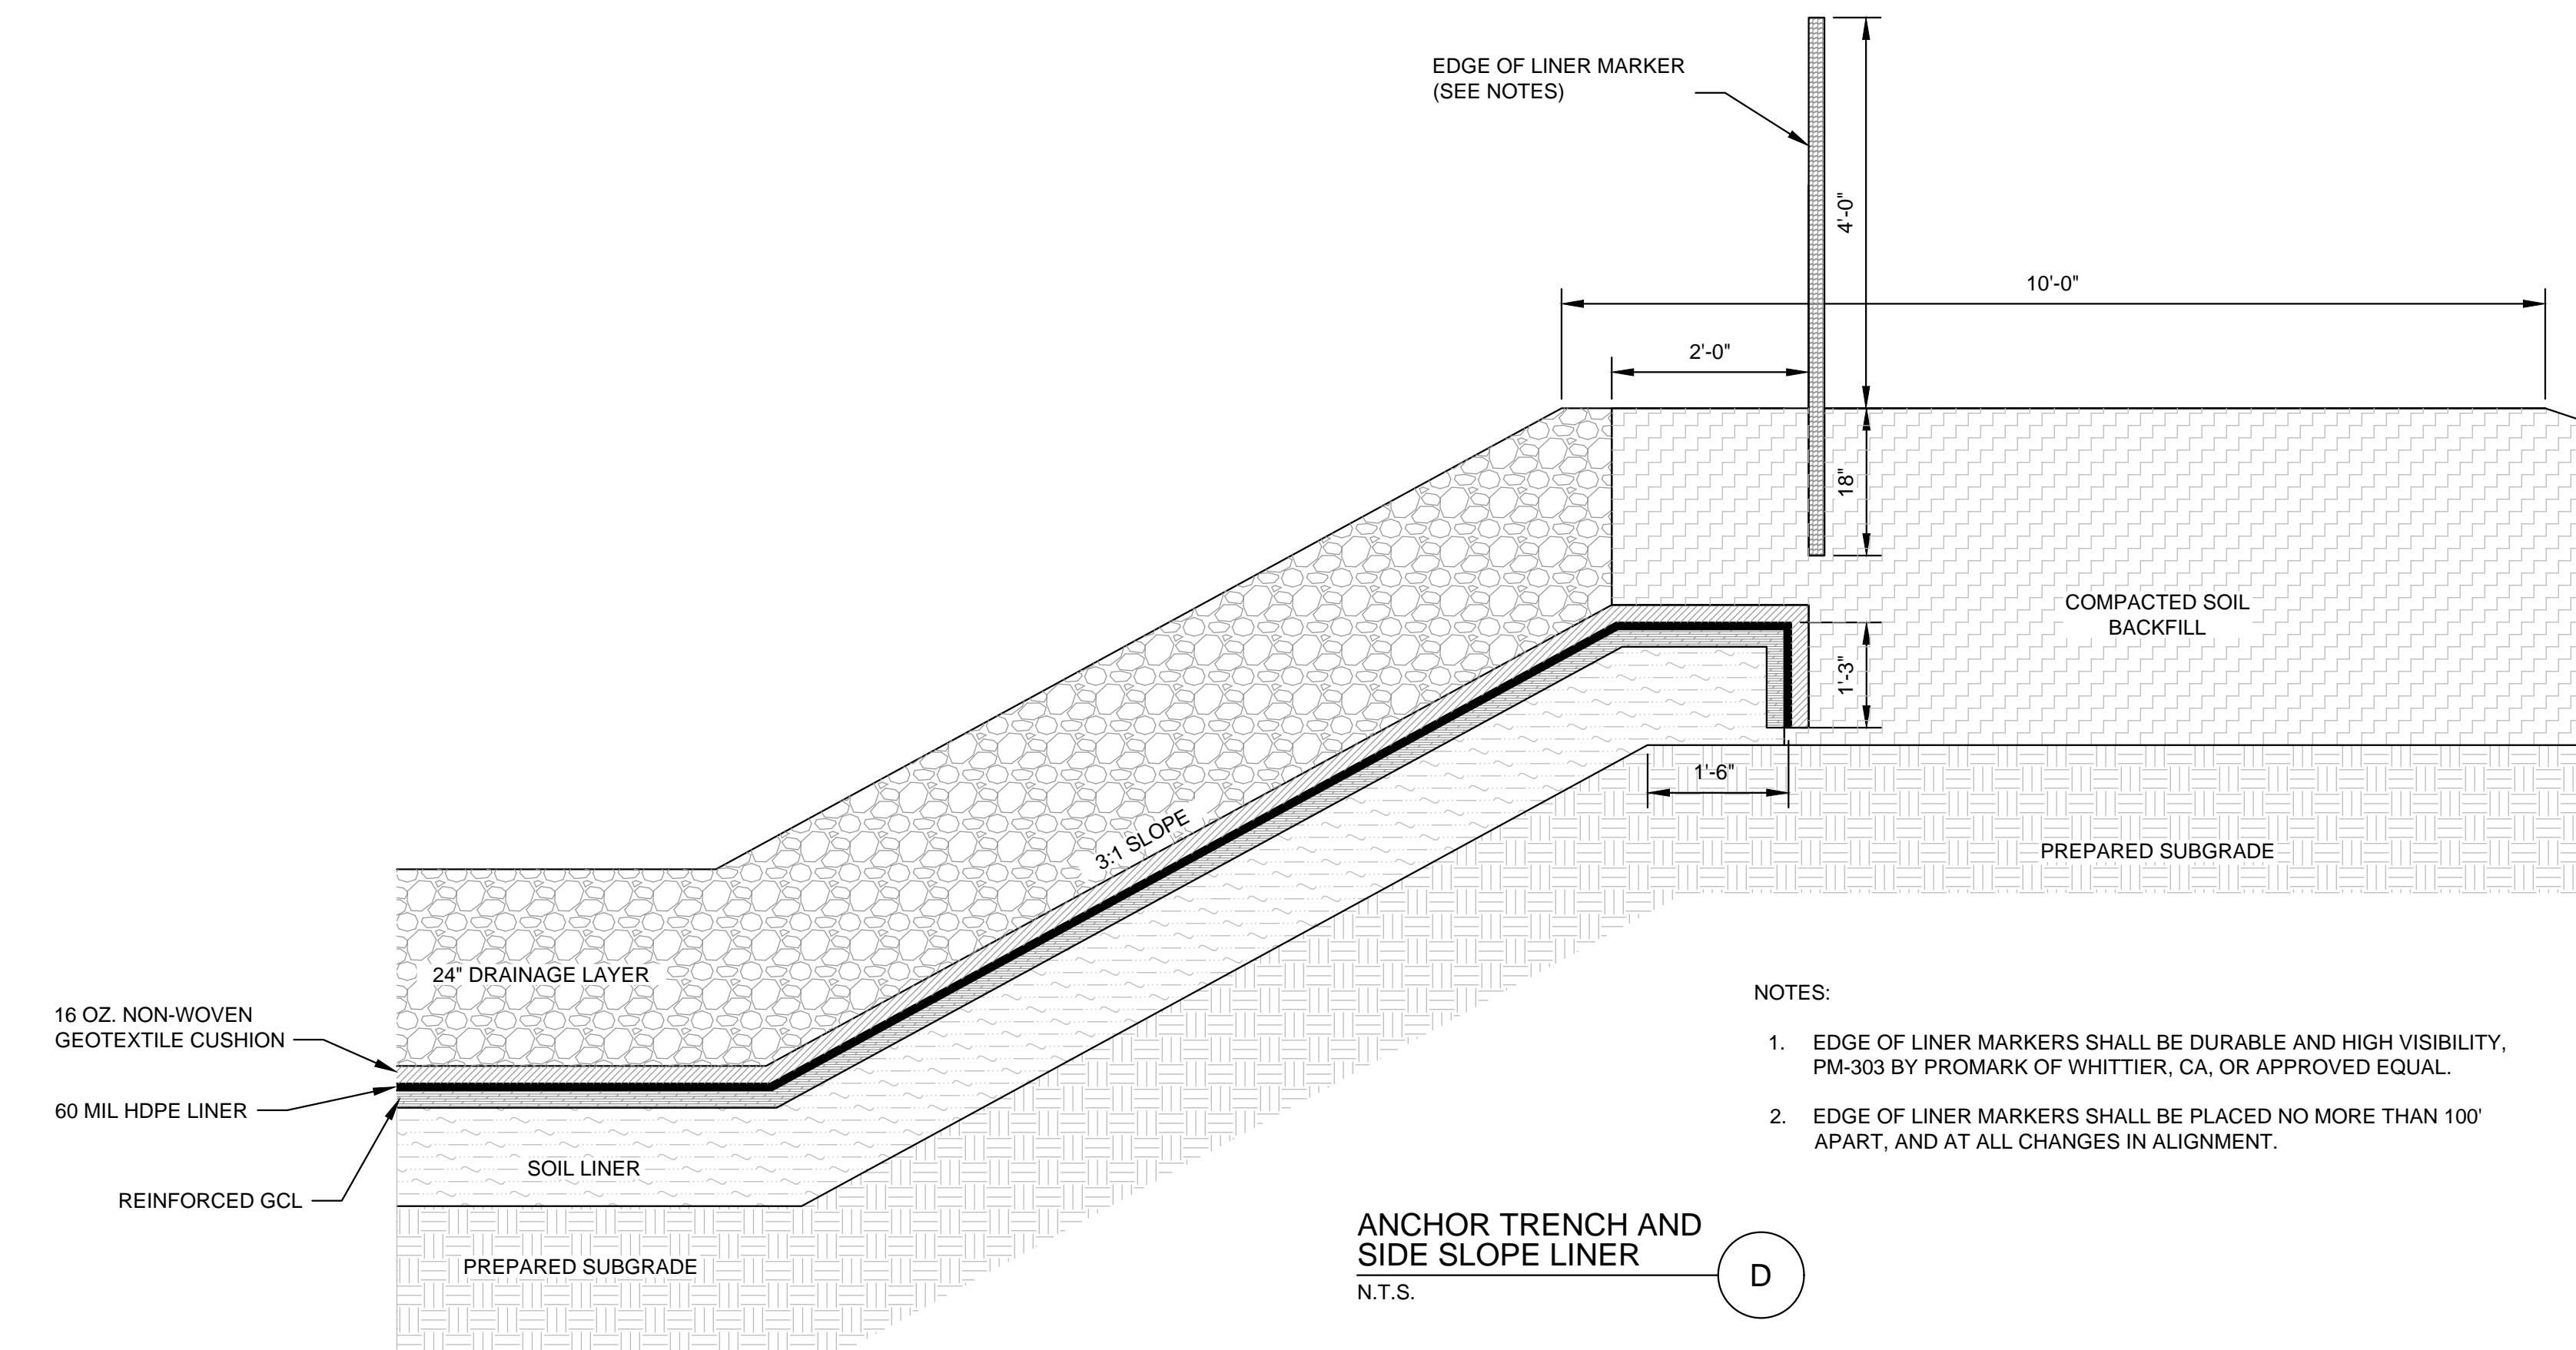 EDGE OF LINER MARKER
(SEE NOTES)
4'-0"
10'-0"
2'-0"
18"
COMPACTED SOIL
BACKFILL
1'-3"
1'-6"
3:1 SLOPE
PREPARED SUBGRADE
24" DRAINAGE LAYER
16 OZ. NON-WOVEN
GEOTEXTILE CUSHION
60 MIL HDPE LINER
SOIL LINER
REINFORCED GCL
PREPARED SUBGRADE
NOTES:
1. EDGE OF LINER MARKERS SHALL BE DURABLE AND HIGH VISIBILITY,
PM-303 BY PROMARK OF WHITTIER, CA, OR APPROVED EQUAL.
2. EDGE OF LINER MARKERS SHALL BE PLACED NO MORE THAN 100'
APART, AND AT ALL CHANGES IN ALIGNMENT.
ANCHOR TRENCH AND
SIDE SLOPE LINER
D
N.T.S.